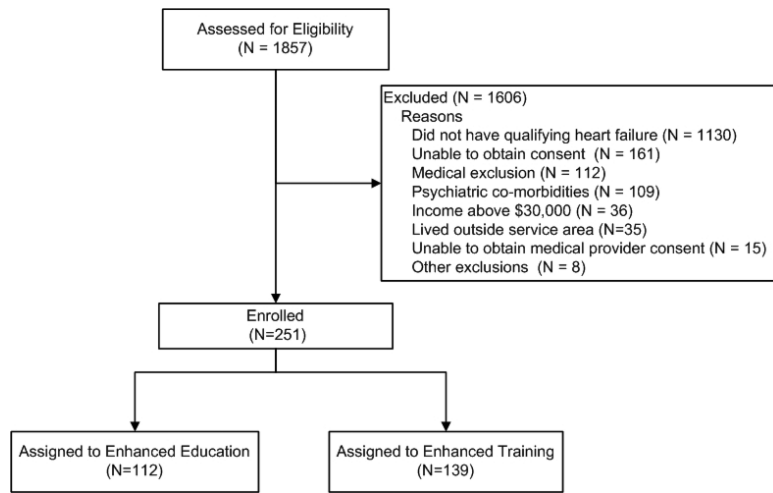 Assessed for Eligibility
(N = 1857)
Excluded (N = 1606)
Reasons
Did not have qualifying heart failure (N = 1130)
Unable to obtain consent (N = 161)
Medical exclusion (N = 112)
Psychiatric co-morbidities (N = 109)
Income above $30,000 (N = 36)
Lived outside service area (N=35)
Unable to obtain medical provider consent (N = 15)
Other exclusions (N = 8)
Enrolled
(N=251)
Assigned to Enhanced Education
(N=112)
Assigned to Enhanced Training
(N=139)